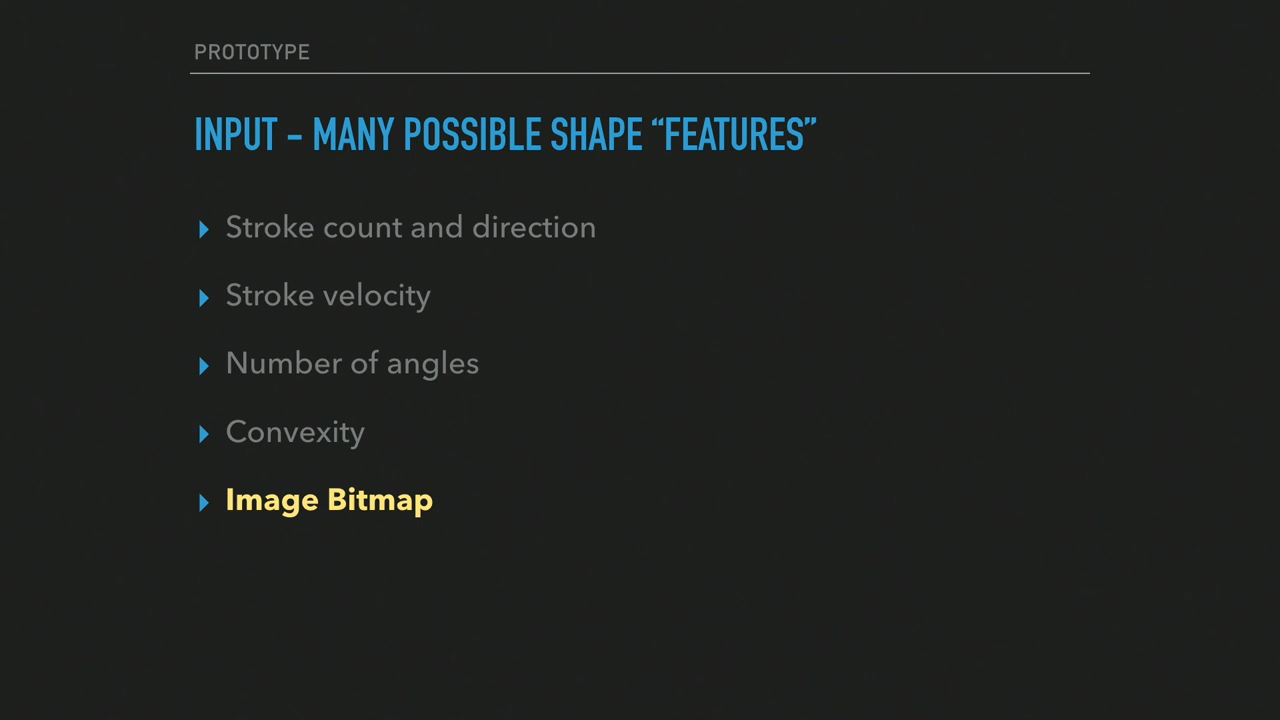 PROTOTYPE
INPUT - MANY POSSIBLE SHAPE “FEATURES”
Stroke count and direction
Stroke velocity
Number of angles
Convexity
Image Bitmap